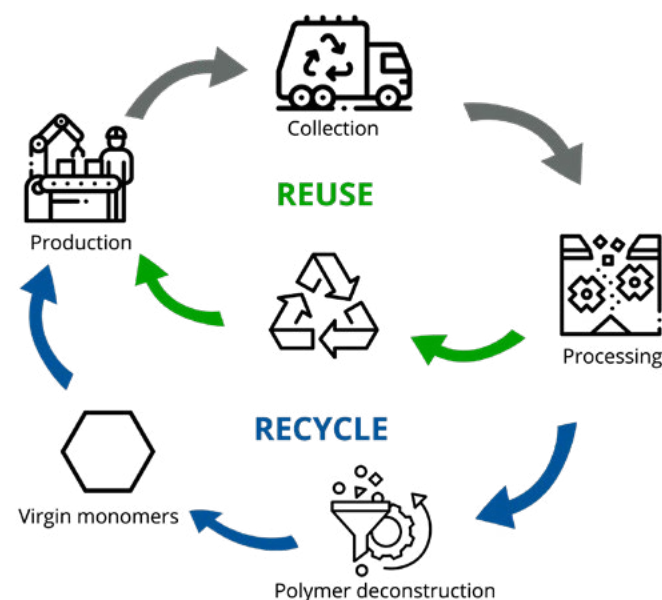 Collection
REUSE
Production
Processing
RECYCLE
Virgin monomers
Polymer deconstruction